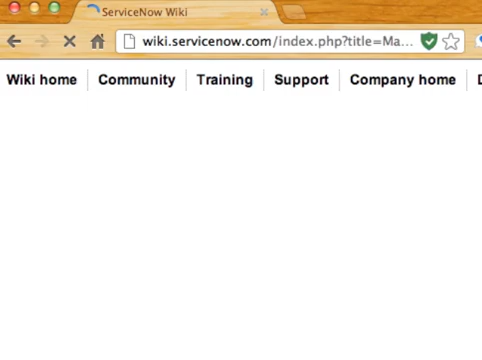 ServiceNow Wiki
wiki.servicenow.com/index.php?title=Ma...
Wiki home Community Training Support Company home